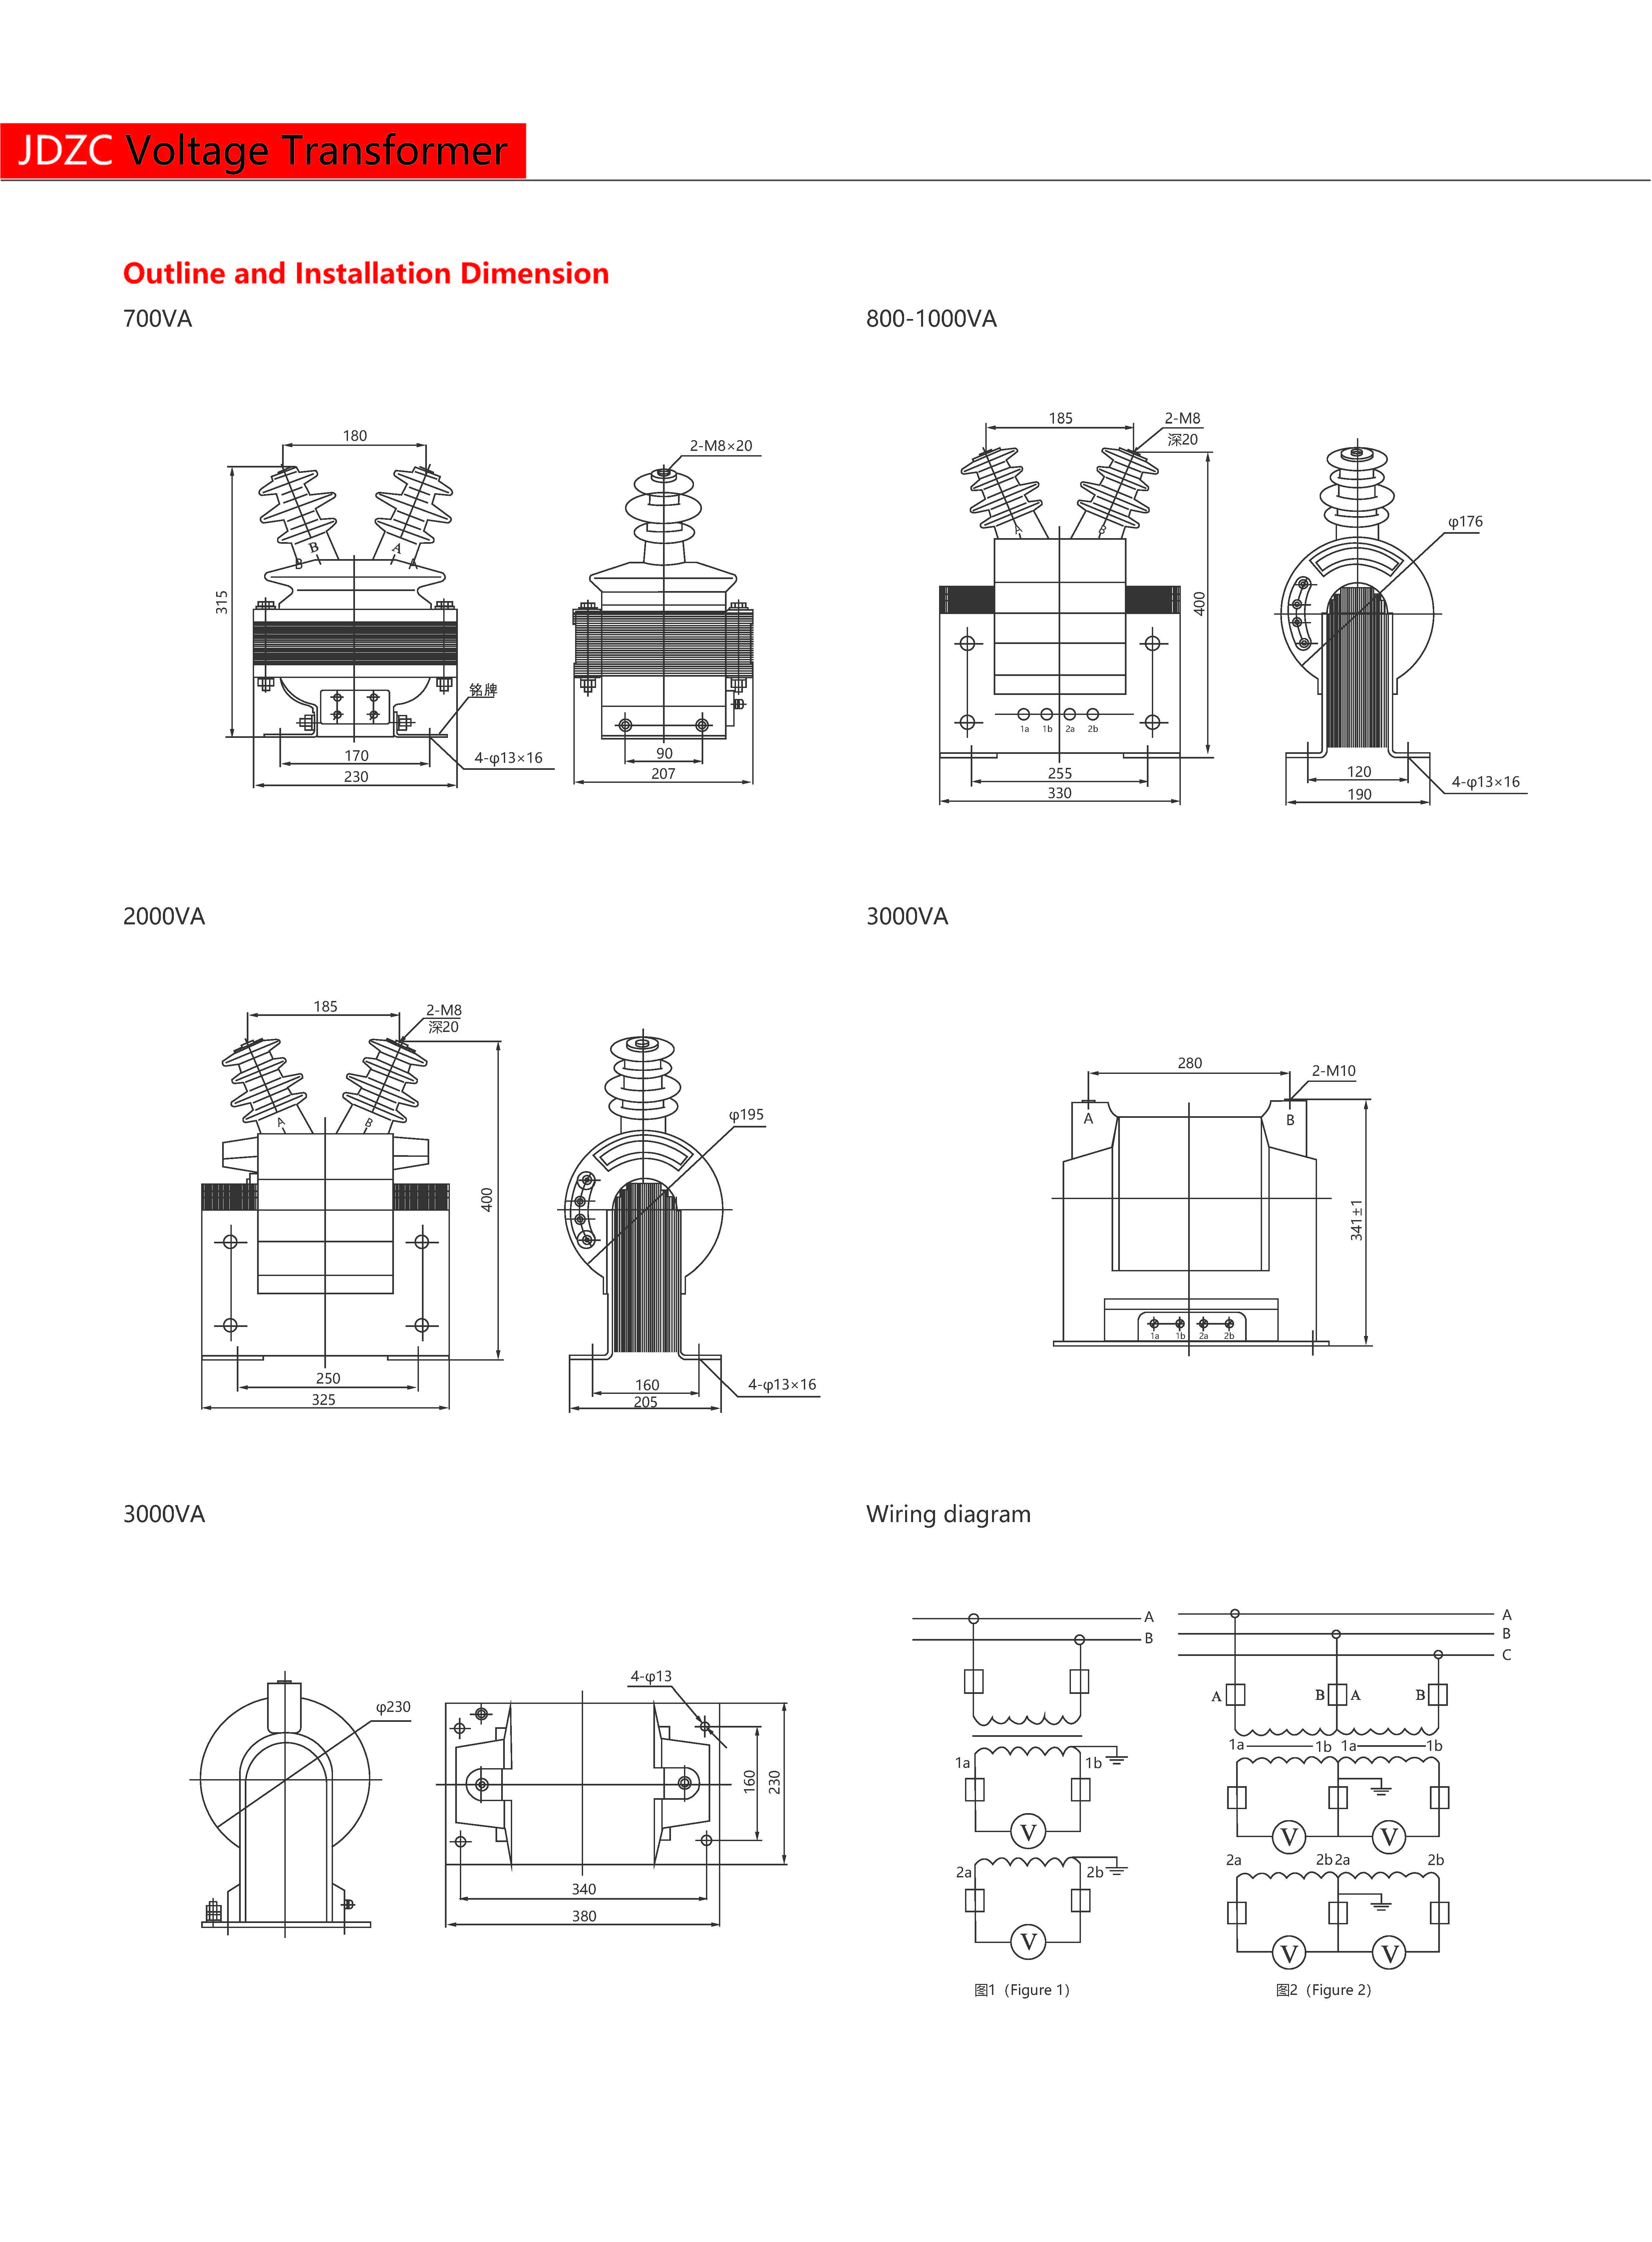 JDZC Voltage Transformer
Outline and Installation Dimension
700VA
180
2-M8×20
B
A
B
A
315
铭牌
4-φ13×16
170
230
90
207
800-1000VA
185
2-M8
深20
A
B
φ176
400
1a 1b 2a 2b
255
330
120
190
4-φ13×16
2000VA
185
2-M8
深20
A
B
φ195
400
250
325
160
205
4-φ13×16
3000VA
280
2-M10
A
B
341±1
1a 1b 2a 2b
3000VA
φ230
4-φ13
160
230
340
380
Wiring diagram
A
B
1a
1b
V
2a
2b
V
图1（Figure 1）
A
B
C
A
B
A
B
1a
1b
1a
1b
V
V
2a
2b
2a
2b
V
V
图2（Figure 2）